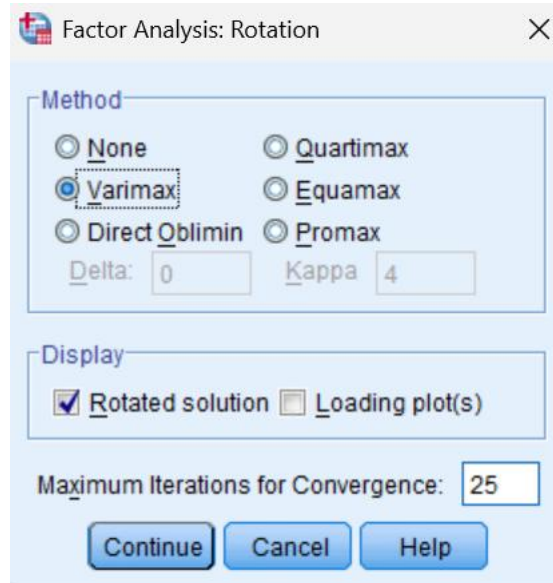 Factor Analysis: Rotation
Method
None Quartimax
Varimax Equamax
Direct Oblimin Promax
Delta: 0 Kappa 4
Display
Rotated solution Loading plot(s)
Maximum Iterations for Convergence: 25
Continue Cancel Help